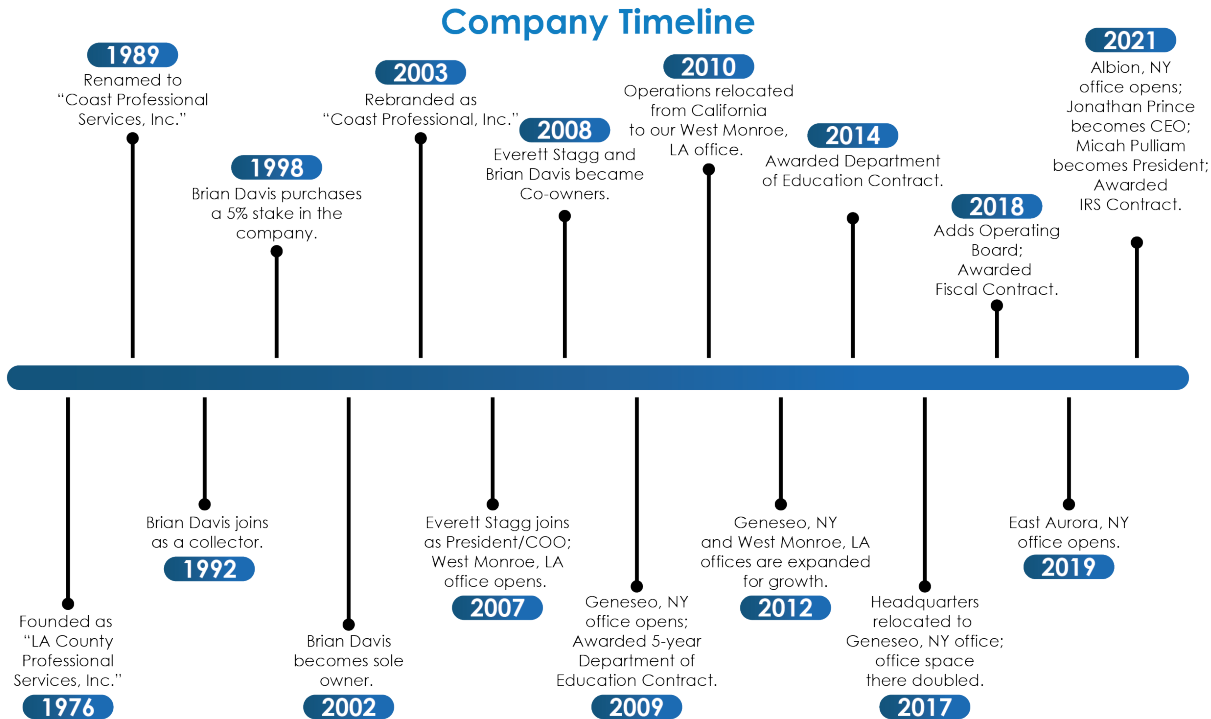 Company Timeline
1989
Renamed to
“Coast Professional
Services, Inc.”
1998
Brian Davis purchases
a 5% stake in the
company.
2003
Rebranded as
“Coast Professional, Inc.”
2008
Everett Stagg and
Brian Davis became
Co-owners.
2010
Operations relocated
from California
to our West Monroe,
LA office.
2014
Awarded Department
of Education Contract.
2018
Adds Operating
Board;
Awarded
Fiscal Contract.
2021
Albion, NY
office opens;
Jonathan Prince
becomes CEO;
Micah Pulliam
becomes President;
Awarded
IRS Contract.
Founded as
“LA County
Professional
Services, Inc.”
1976
Brian Davis joins
as a collector.
1992
Brian Davis
becomes sole
owner.
2002
Everett Stagg joins
as President/COO;
West Monroe, LA
office opens.
2007
Geneseo, NY
office opens;
Awarded 5-year
Department of
Education Contract.
2009
Geneseo, NY
and West Monroe, LA
offices are expanded
for growth.
2012
Headquarters
relocated to
Geneseo, NY office;
office space
there doubled.
2017
East Aurora, NY
office opens.
2019